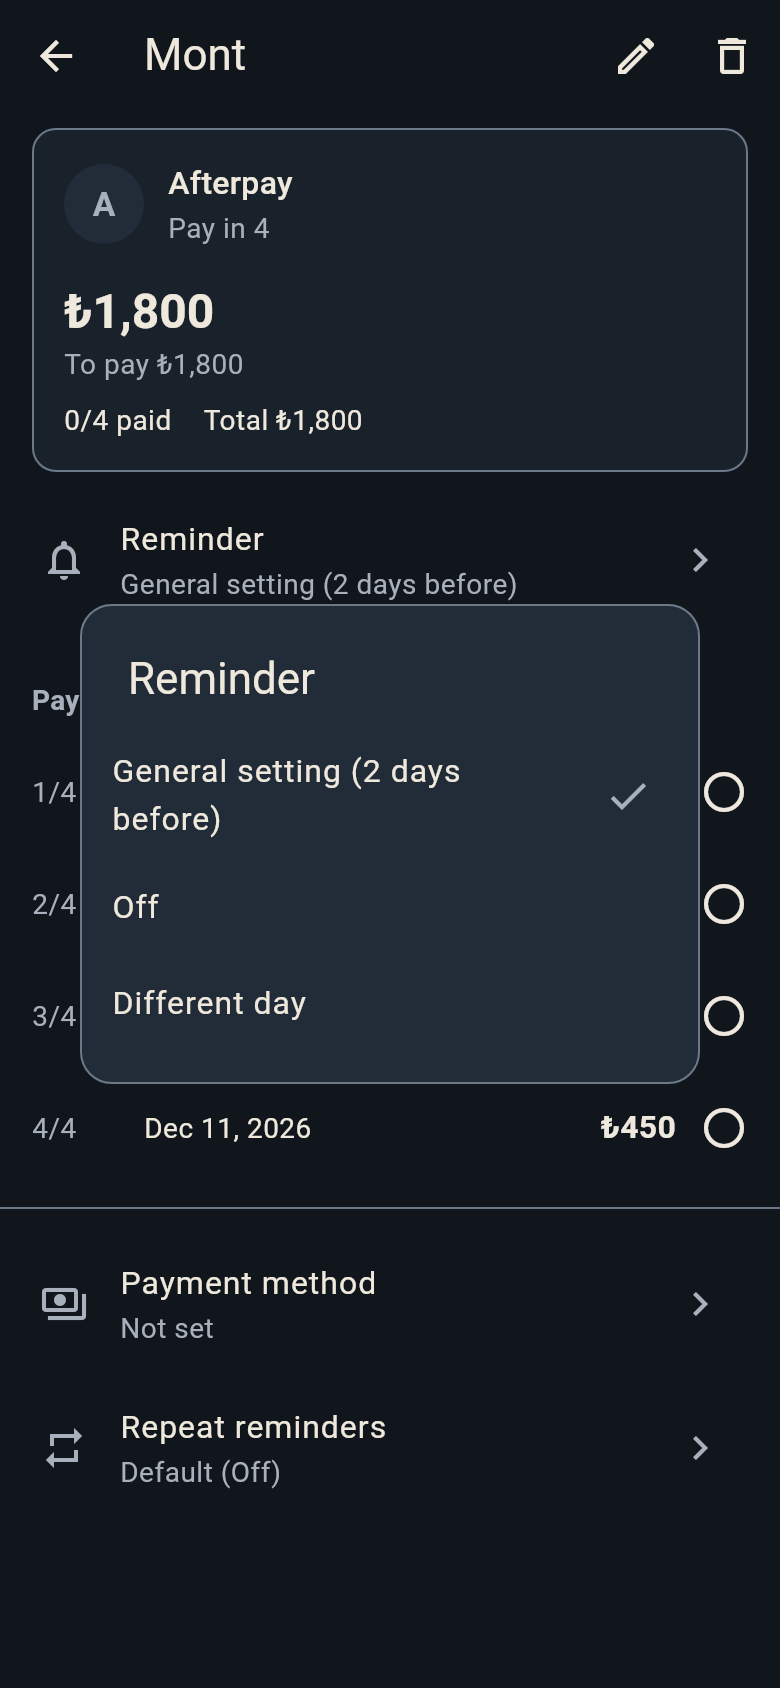 Mont
A
Afterpay
Pay in 4
₺1,800
To pay ₺1,800
0/4 paid Total ₺1,800
Reminder
General setting (2 days before)
Pay
Reminder
General setting (2 days
before)
Off
Different day
1/4
2/4
3/4
4/4 Dec 11, 2026 ₺450
Payment method
Not set
Repeat reminders
Default (Off)